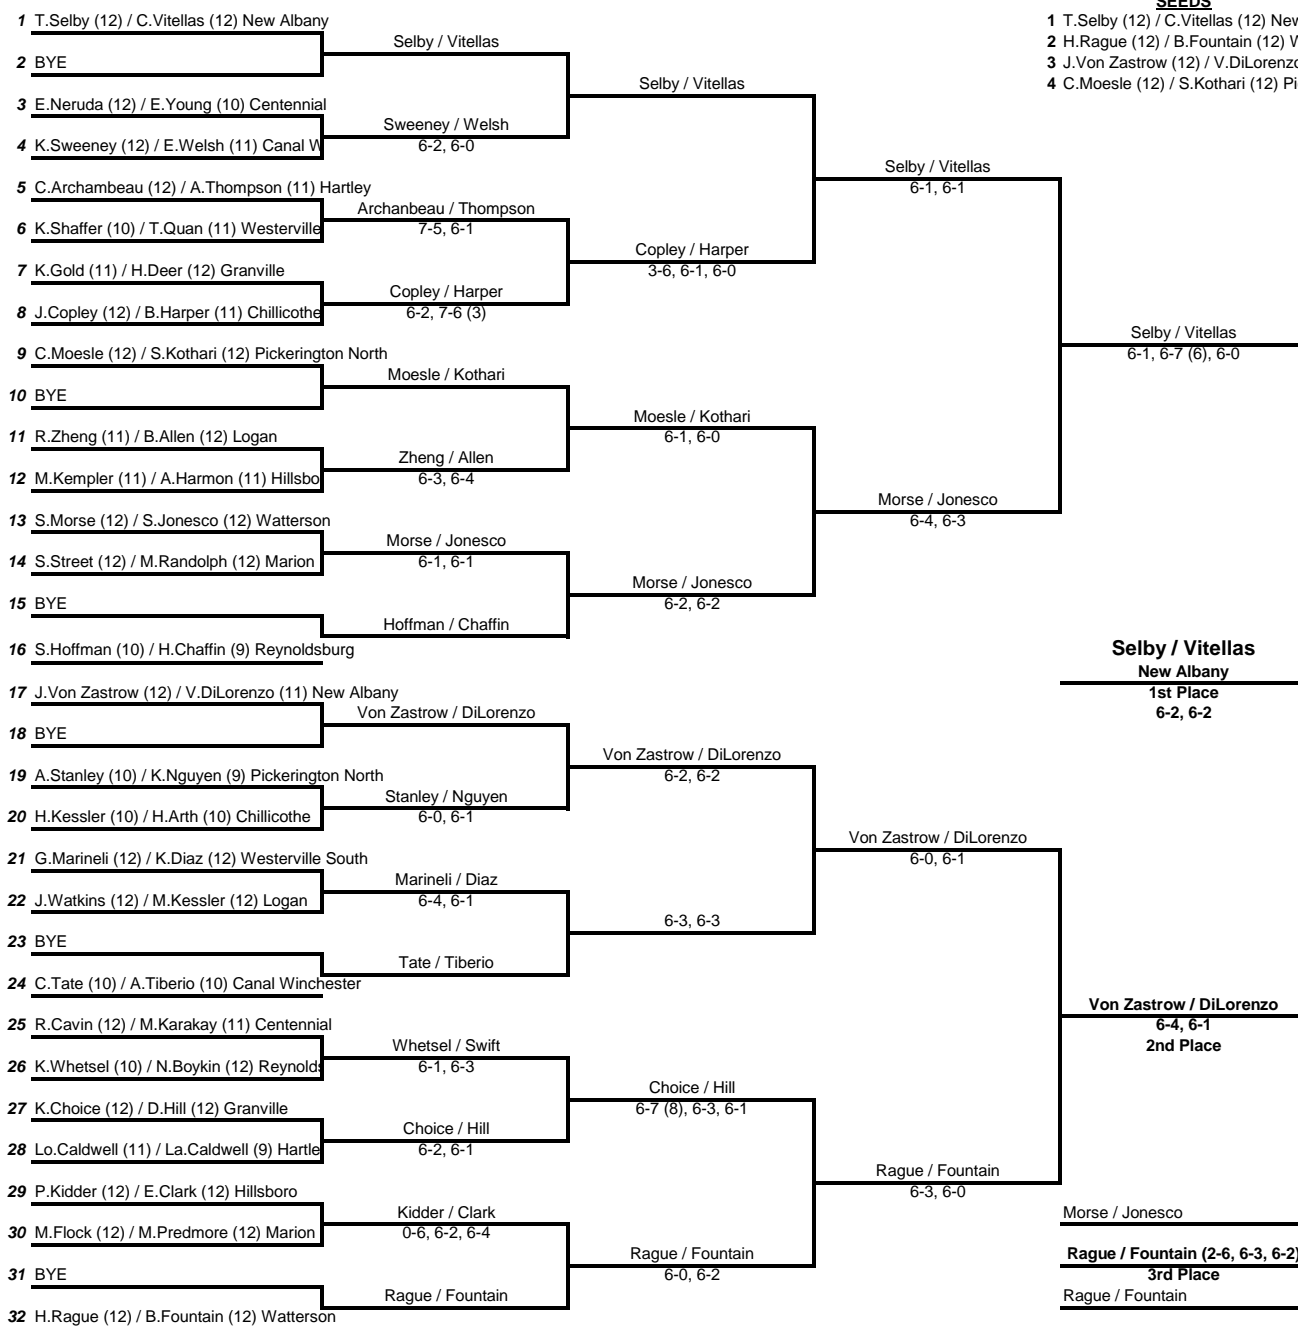 SEEDS
1 T.Selby (12) / C.Vitellas (12) New
2 H.Rague (12) / B.Fountain (12) W
3 J.Von Zastrow (12) / V.DiLorenzo
4 C.Moesle (12) / S.Kothari (12) Pi
1 T.Selby (12) / C.Vitellas (12) New Albany
2 BYE
3 E.Neruda (12) / E.Young (10) Centennial
4 K.Sweeney (12) / E.Welsh (11) Canal W
5 C.Archambeau (12) / A.Thompson (11) Hartley
6 K.Shaffer (10) / T.Quan (11) Westerville
7 K.Gold (11) / H.Deer (12) Granville
8 J.Copley (12) / B.Harper (11) Chillicothe
9 C.Moesle (12) / S.Kothari (12) Pickerington North
10 BYE
11 R.Zheng (11) / B.Allen (12) Logan
12 M.Kempler (11) / A.Harmon (11) Hillsbo
13 S.Morse (12) / S.Jonesco (12) Watterson
14 S.Street (12) / M.Randolph (12) Marion
15 BYE
16 S.Hoffman (10) / H.Chaffin (9) Reynoldsburg
17 J.Von Zastrow (12) / V.DiLorenzo (11) New Albany
18 BYE
19 A.Stanley (10) / K.Nguyen (9) Pickerington North
20 H.Kessler (10) / H.Arth (10) Chillicothe
21 G.Marineli (12) / K.Diaz (12) Westerville South
22 J.Watkins (12) / M.Kessler (12) Logan
23 BYE
24 C.Tate (10) / A.Tiberio (10) Canal Winchester
25 R.Cavin (12) / M.Karakay (11) Centennial
26 K.Whetsel (10) / N.Boykin (12) Reynolds
27 K.Choice (12) / D.Hill (12) Granville
28 Lo.Caldwell (11) / La.Caldwell (9) Hartle
29 P.Kidder (12) / E.Clark (12) Hillsboro
30 M.Flock (12) / M.Predmore (12) Marion
31 BYE
32 H.Rague (12) / B.Fountain (12) Watterson
Selby / Vitellas
Sweeney / Welsh
6-2, 6-0
Archanbeau / Thompson
7-5, 6-1
Copley / Harper
6-2, 7-6 (3)
Moesle / Kothari
Zheng / Allen
6-3, 6-4
Morse / Jonesco
6-1, 6-1
Hoffman / Chaffin
Von Zastrow / DiLorenzo
Stanley / Nguyen
6-0, 6-1
Marineli / Diaz
6-4, 6-1
Tate / Tiberio
Whetsel / Swift
6-1, 6-3
Choice / Hill
6-2, 6-1
Kidder / Clark
0-6, 6-2, 6-4
Rague / Fountain
Selby / Vitellas
Copley / Harper
3-6, 6-1, 6-0
Moesle / Kothari
6-1, 6-0
Morse / Jonesco
6-2, 6-2
Von Zastrow / DiLorenzo
6-2, 6-2
6-3, 6-3
Choice / Hill
6-7 (8), 6-3, 6-1
Rague / Fountain
6-0, 6-2
Selby / Vitellas
6-1, 6-1
Morse / Jonesco
6-4, 6-3
Von Zastrow / DiLorenzo
6-0, 6-1
Rague / Fountain
6-3, 6-0
Selby / Vitellas
6-1, 6-7 (6), 6-0
Selby / Vitellas
New Albany
1st Place
6-2, 6-2
Von Zastrow / DiLorenzo
6-4, 6-1
2nd Place
Morse / Jonesco
Rague / Fountain (2-6, 6-3, 6-2)
3rd Place
Rague / Fountain